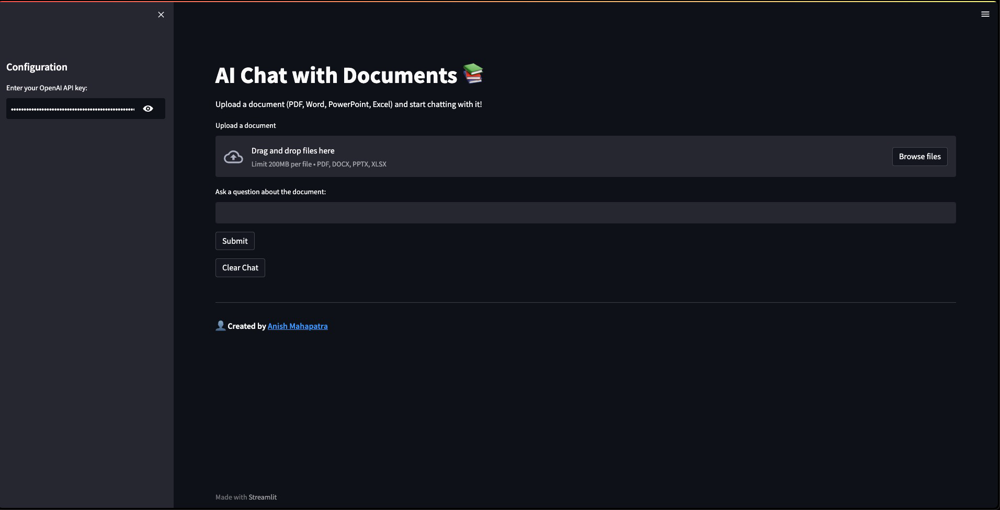 Configuration
Enter your OpenAI API key:
••••••••••••••••••••••••••••••••••••••••••••••••••
AI Chat with Documents 📚
Upload a document (PDF, Word, PowerPoint, Excel) and start chatting with it!
Upload a document
Drag and drop files here
Limit 200MB per file • PDF, DOCX, PPTX, XLSX
Browse files
Ask a question about the document:
Submit
Clear Chat
👤 Created by Anish Mahapatra
Made with Streamlit